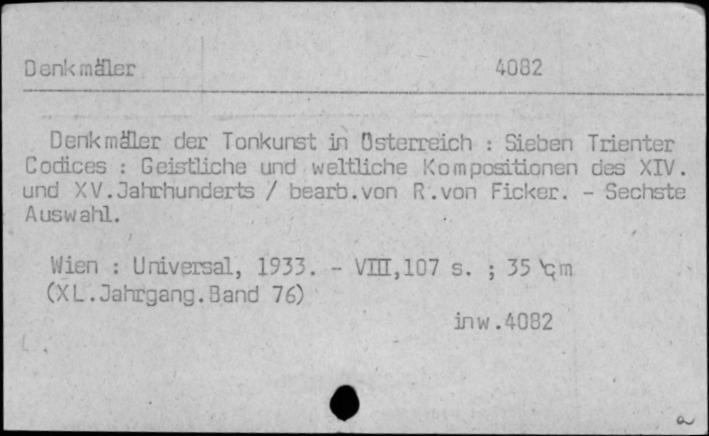 Denkmäler 4082
Denkmäler der Tonkunst in Österreich : Sieben Trienter
Codices : Geistliche und weltliche Kompositionen des XIV.
und XV.Jahrhunderts / bearb.von R.von Ficker. - Sechste
Auswahl.
Wien : Universal, 1933. - VIII,107 s. ; 35 cm
(XL.Jahrgang.Band 76)
inw.4082
a